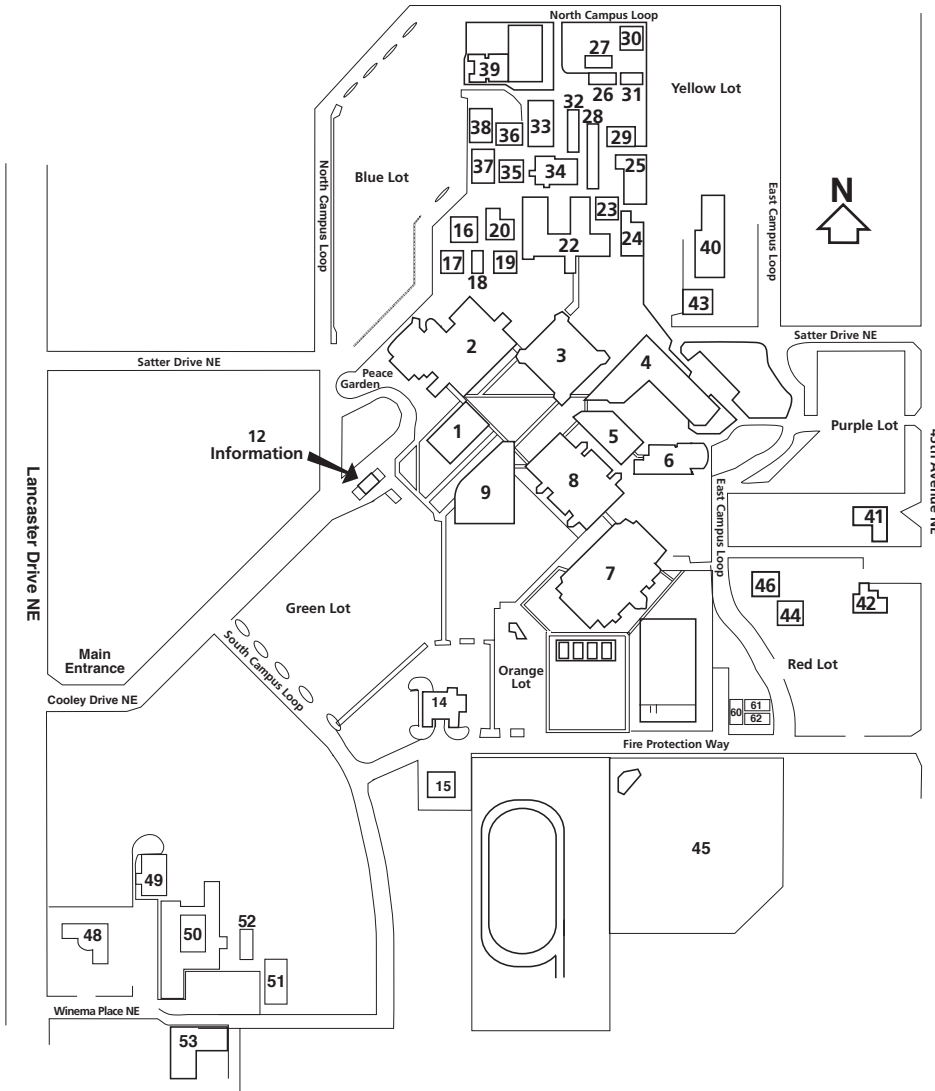 North Campus Loop
30
27
39
26
31
Yellow Lot
32
28
38
36
33
29
37
35
34
25
Blue Lot
North Campus Loop
East Campus Loop
N
23
16
20
22
24
40
17
18
19
43
2
3
4
Satter Drive NE
Satter Drive NE
Peace
Garden
1
5
6
Purple Lot
12
Information
8
9
45th Avenue NE
Lancaster Drive NE
East Campus Loop
41
7
46
44
42
Green Lot
Main
Entrance
South Campus Loop
Orange
Lot
Red Lot
Cooley Drive NE
14
60
61
62
Fire Protection Way
15
45
49
48
50
52
51
Winema Place NE
53